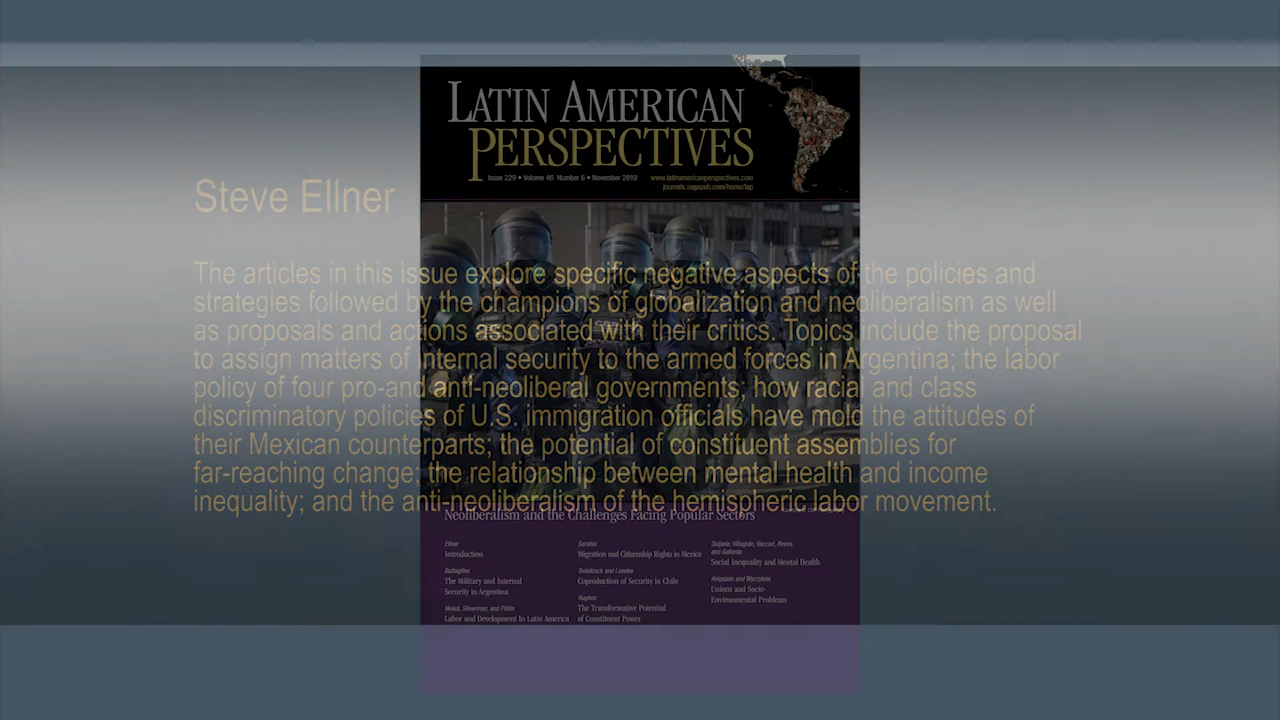 LATIN AMERICAN
PERSPECTIVES
Issue 229 • Volume 46 Number 6 • November 2019
www.latinamericanperspectives.com
journals.sagepub.com/home/lap
Steve Ellner
The articles in this issue explore specific negative aspects of the policies and
strategies followed by the champions of globalization and neoliberalism as well
as proposals and actions associated with their critics. Topics include the proposal
to assign matters of internal security to the armed forces in Argentina; the labor
policy of four pro-and anti-neoliberal governments; how racial and class
discriminatory policies of U.S. immigration officials have mold the attitudes of
their Mexican counterparts; the potential of constituent assemblies for
far-reaching change; the relationship between mental health and income
inequality; and the anti-neoliberalism of the hemispheric labor movement.
Neoliberalism and the Challenges Facing Popular Sectors
Ellner
Introduction
Battaglino
The Military and Internal
Security in Argentina
Moisá, Silverman, and
Labor and Development in Latin America
Sarabia
Migration and Citizenship Rights in Mexico
and Laneko
Coproduction of Security in Chile
Hughes
The Transformative Potential
of Constituent Power
Quijada, Villagrán, Vaccari, Reyes,
and Gallardo
Social Inequality and Mental Health
Anigstein and Wyczykier
Unions and Socio-
Environmental Problems